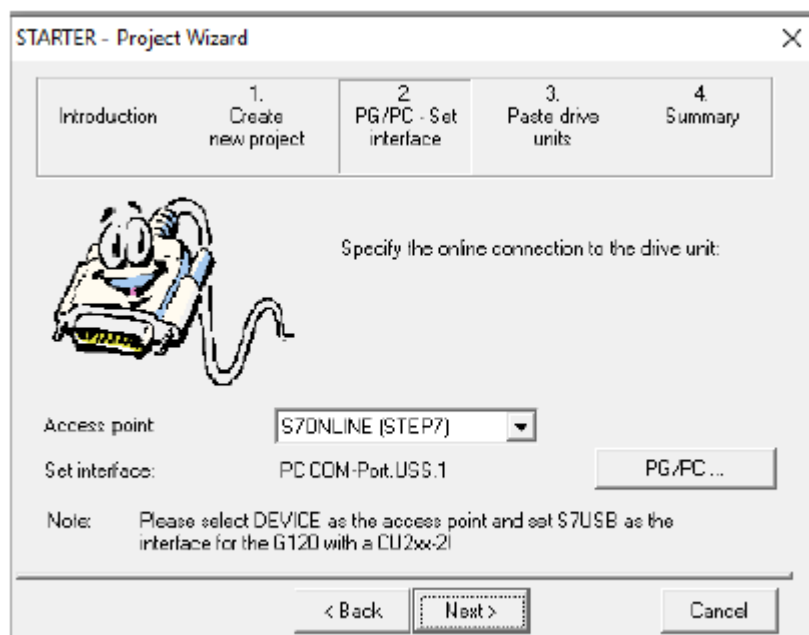 STARTER - Project Wizard
Introduction
1.
Create
new project
2
PG/PC - Set
interface
3.
Paste drive
units
4.
Summary
Specify the online connection to the drive unit:
Access point
S7ONLINE (STEP7)
Set interface:
PC COM-Port.USS.1
PG/PC ...
Note:
Please select DEVICE as the access point and set S7USB as the
interface for the G120 with a CU2xx-2!
< Back
Next >
Cancel